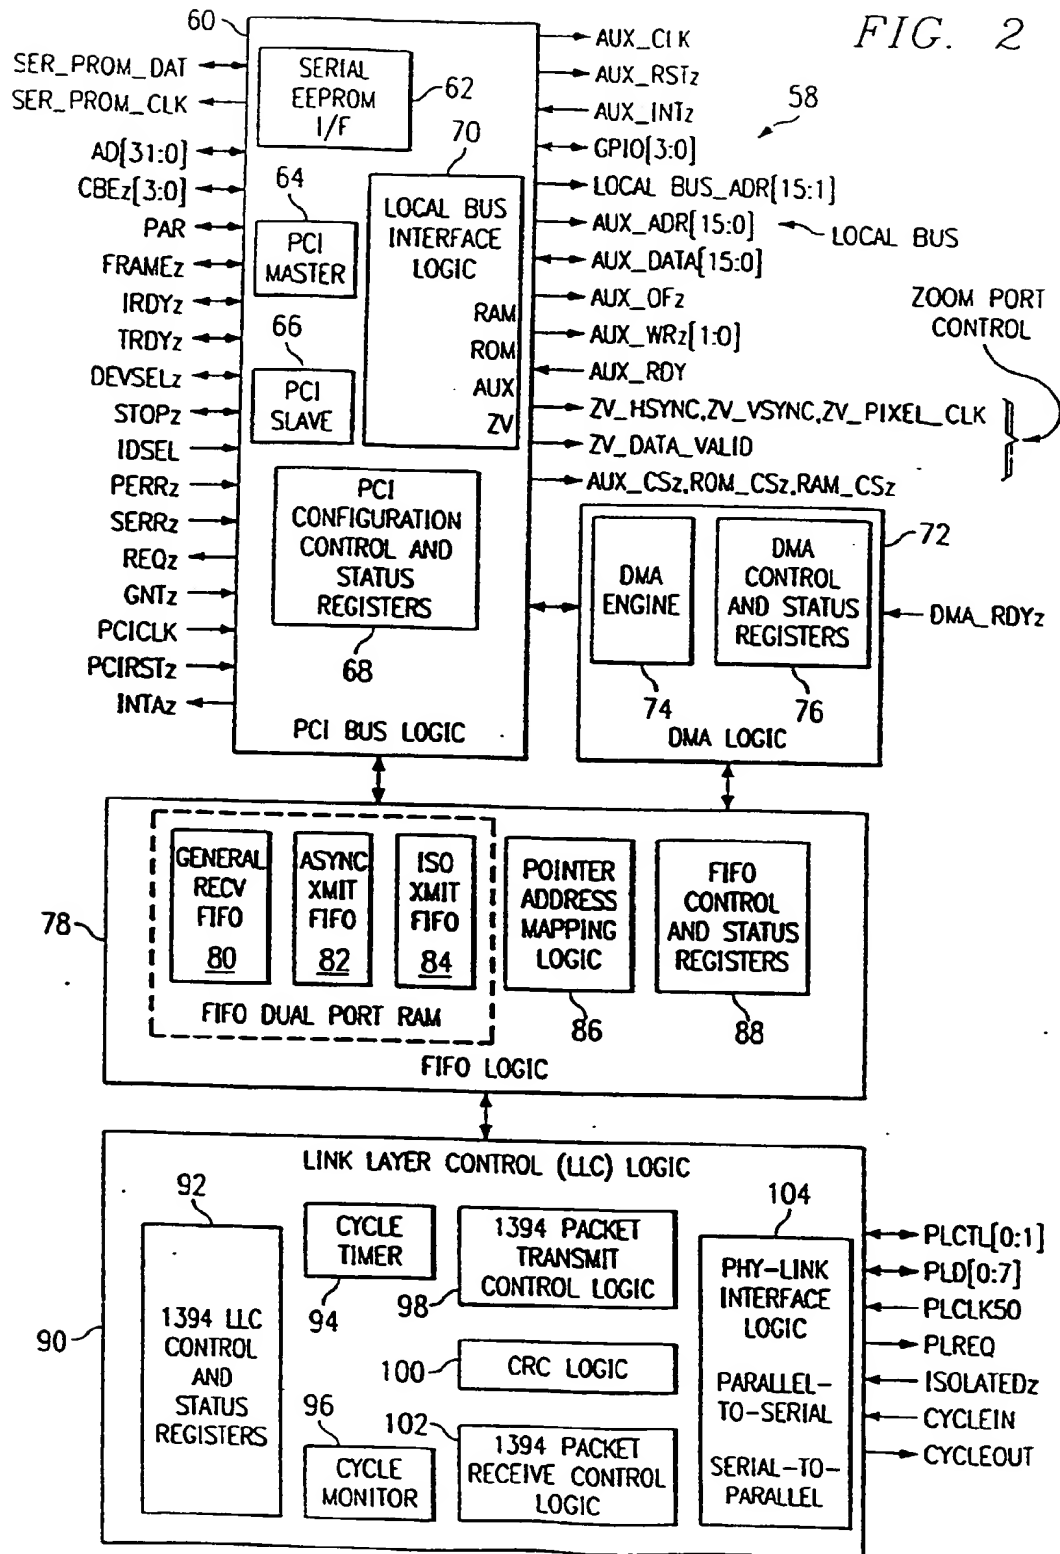 FIG. 2
60
58
SER_PROM_DAT
SER_PROM_CLK
AD[31:0]
CBEz[3:0]
PAR
FRAMEz
IRDYz
TRDYz
DEVSELz
STOPz
IDSEL
PERRz
SERRz
REQz
GNTz
PCICLK
PCIRSTz
INTAz
SERIAL
EEPROM
I/F
62
64
PCI
MASTER
66
PCI
SLAVE
70
LOCAL BUS
INTERFACE
LOGIC
RAM
ROM
AUX
ZV
PCI
CONFIGURATION
CONTROL AND
STATUS
REGISTERS
68
PCI BUS LOGIC
AUX_CLK
AUX_RSTz
AUX_INTz
GPIO[3:0]
LOCAL BUS_ADR[15:1]
AUX_ADR[15:0]
LOCAL BUS
AUX_DATA[15:0]
AUX_OFz
AUX_WRz[1:0]
AUX_RDY
ZV_HSYNC,ZV_VSYNC,ZV_PIXEL_CLK
ZV_DATA_VALID
AUX_CSz,ROM_CSz,RAM_CSz
ZOOM PORT
CONTROL
72
DMA
ENGINE
74
DMA
CONTROL
AND STATUS
REGISTERS
76
DMA_RDYz
DMA LOGIC
78
GENERAL
RECV
FIFO
80
ASYNC
XMIT
FIFO
82
ISO
XMIT
FIFO
84
FIFO DUAL PORT RAM
POINTER
ADDRESS
MAPPING
LOGIC
86
FIFO
CONTROL
AND STATUS
REGISTERS
88
FIFO LOGIC
LINK LAYER CONTROL (LLC) LOGIC
90
92
1394 LLC
CONTROL
AND
STATUS
REGISTERS
CYCLE
TIMER
94
96
CYCLE
MONITOR
1394 PACKET
TRANSMIT
CONTROL LOGIC
98
100
CRC LOGIC
102
1394 PACKET
RECEIVE CONTROL
LOGIC
104
PHY-LINK
INTERFACE
LOGIC
PARALLEL-
TO-SERIAL
SERIAL-TO-
PARALLEL
PLCTL[0:1]
PLD[0:7]
PLCLK50
PLREQ
ISOLATEDz
CYCLEIN
CYCLEOUT